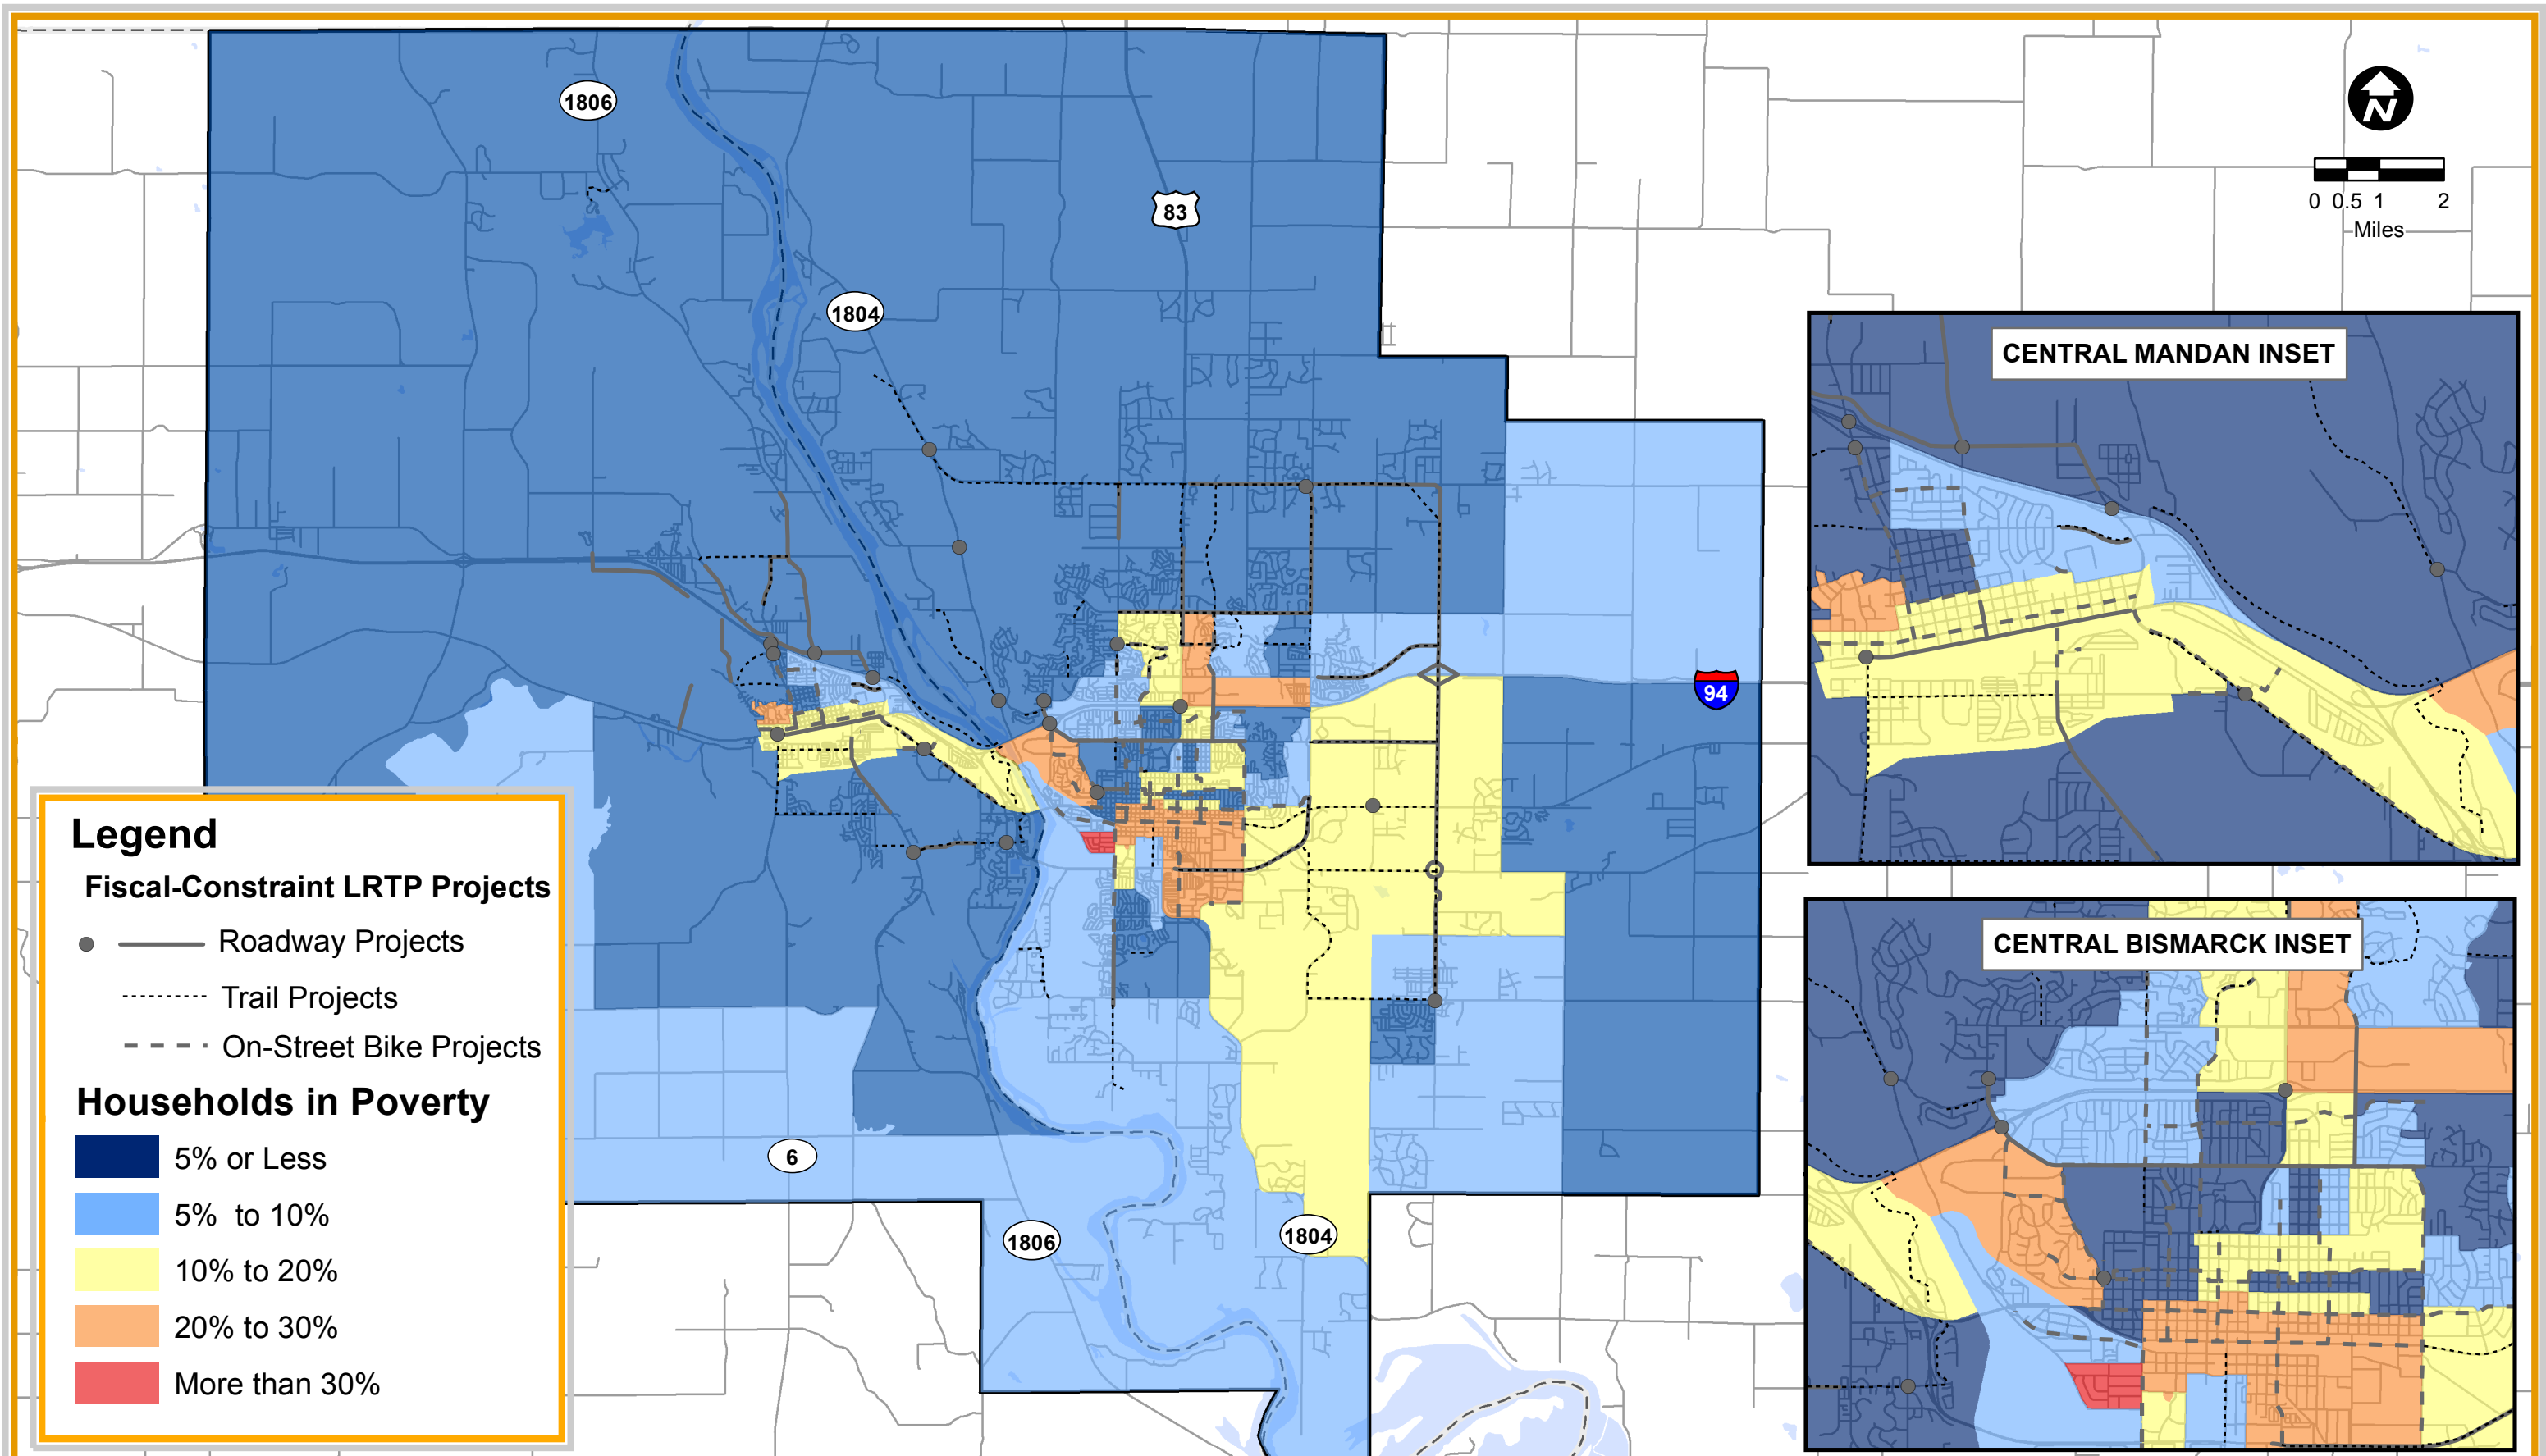 1806
83
1804
N
0 0.5 1 2
Miles
CENTRAL MANDAN INSET
94
Legend
Fiscal-Constraint LRTP Projects
Roadway Projects
Trail Projects
On-Street Bike Projects
Households in Poverty
5% or Less
5% to 10%
10% to 20%
20% to 30%
More than 30%
CENTRAL BISMARCK INSET
6
1806
1804